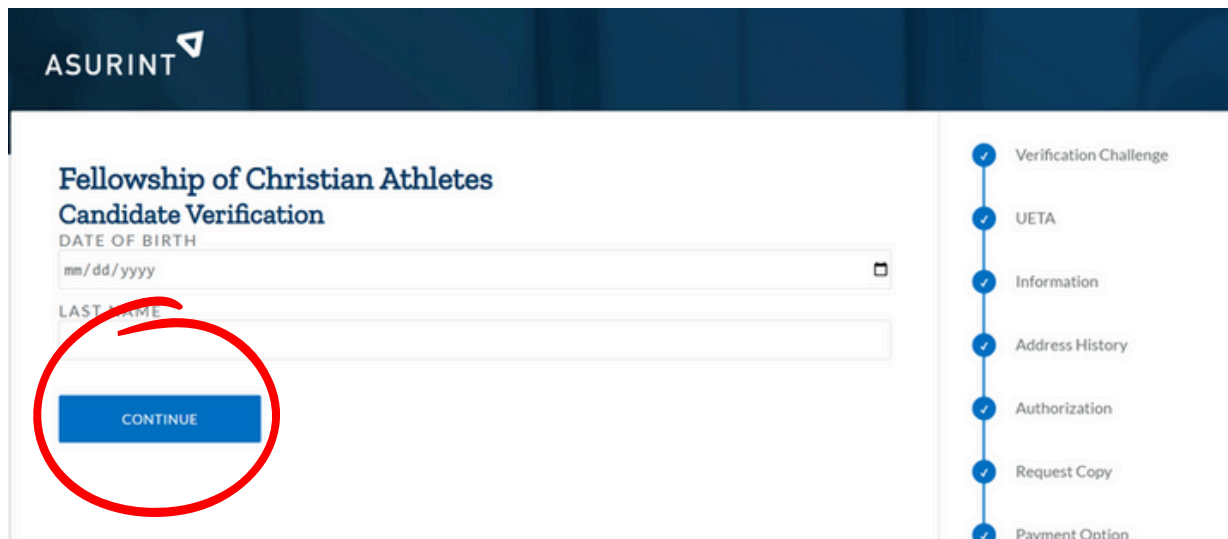 ASURINT
Fellowship of Christian Athletes
Candidate Verification
DATE OF BIRTH
mm/dd/yyyy
LAST NAME
CONTINUE
Verification Challenge
UETA
Information
Address History
Authorization
Request Copy
Payment Option